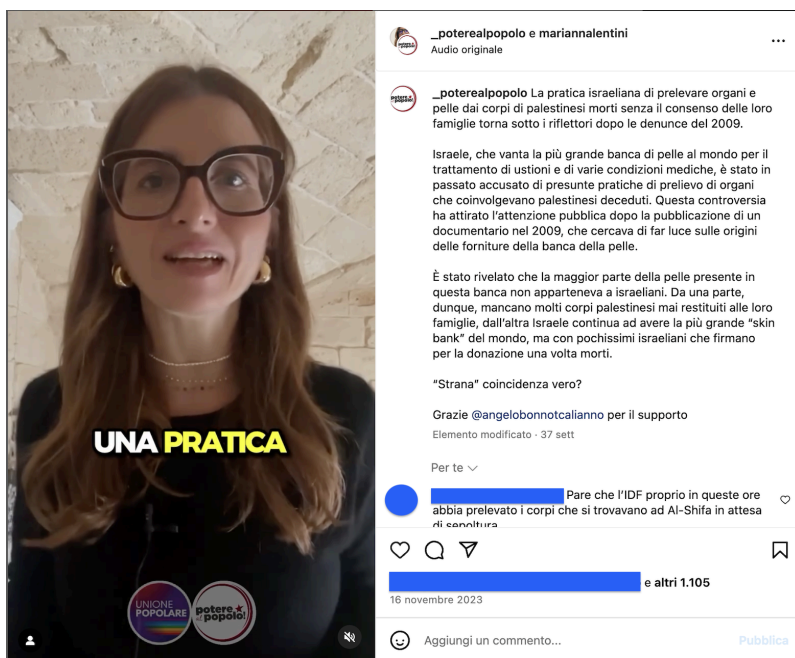 _poterealpopolo e mariannalentini
Audio originale
_poterealpopolo La pratica israeliana di prelevare organi e
pelle dai corpi di palestinesi morti senza il consenso delle loro
famiglie torna sotto i riflettori dopo le denunce del 2009.
Israele, che vanta la più grande banca di pelle al mondo per il
trattamento di ustioni e di varie condizioni mediche, è stato in
passato accusato di presunte pratiche di prelievo di organi
che coinvolgevano palestinesi deceduti. Questa controversia
ha attirato l'attenzione pubblica dopo la pubblicazione di un
documentario nel 2009, che cercava di far luce sulle origini
delle forniture della banca della pelle.
È stato rivelato che la maggior parte della pelle presente in
questa banca non apparteneva a israeliani. Da una parte,
dunque, mancano molti corpi palestinesi mai restituiti alle loro
famiglie, dall'altra Israele continua ad avere la più grande “skin
bank” del mondo, ma con pochissimi israeliani che firmano
per la donazione una volta morti.
“Strana” coincidenza vero?
Grazie @angelobonnotcalianno per il supporto
Elemento modificato · 37 sett
Per te
Pare che l'IDF proprio in queste ore
abbia prelevato i corpi che si trovavano ad Al-Shifa in attesa
di sepoltura
e altri 1.105
16 novembre 2023
Aggiungi un commento...
Pubblica
UNA PRATICA
UNIONE
POPOLARE
potere
al popolo!